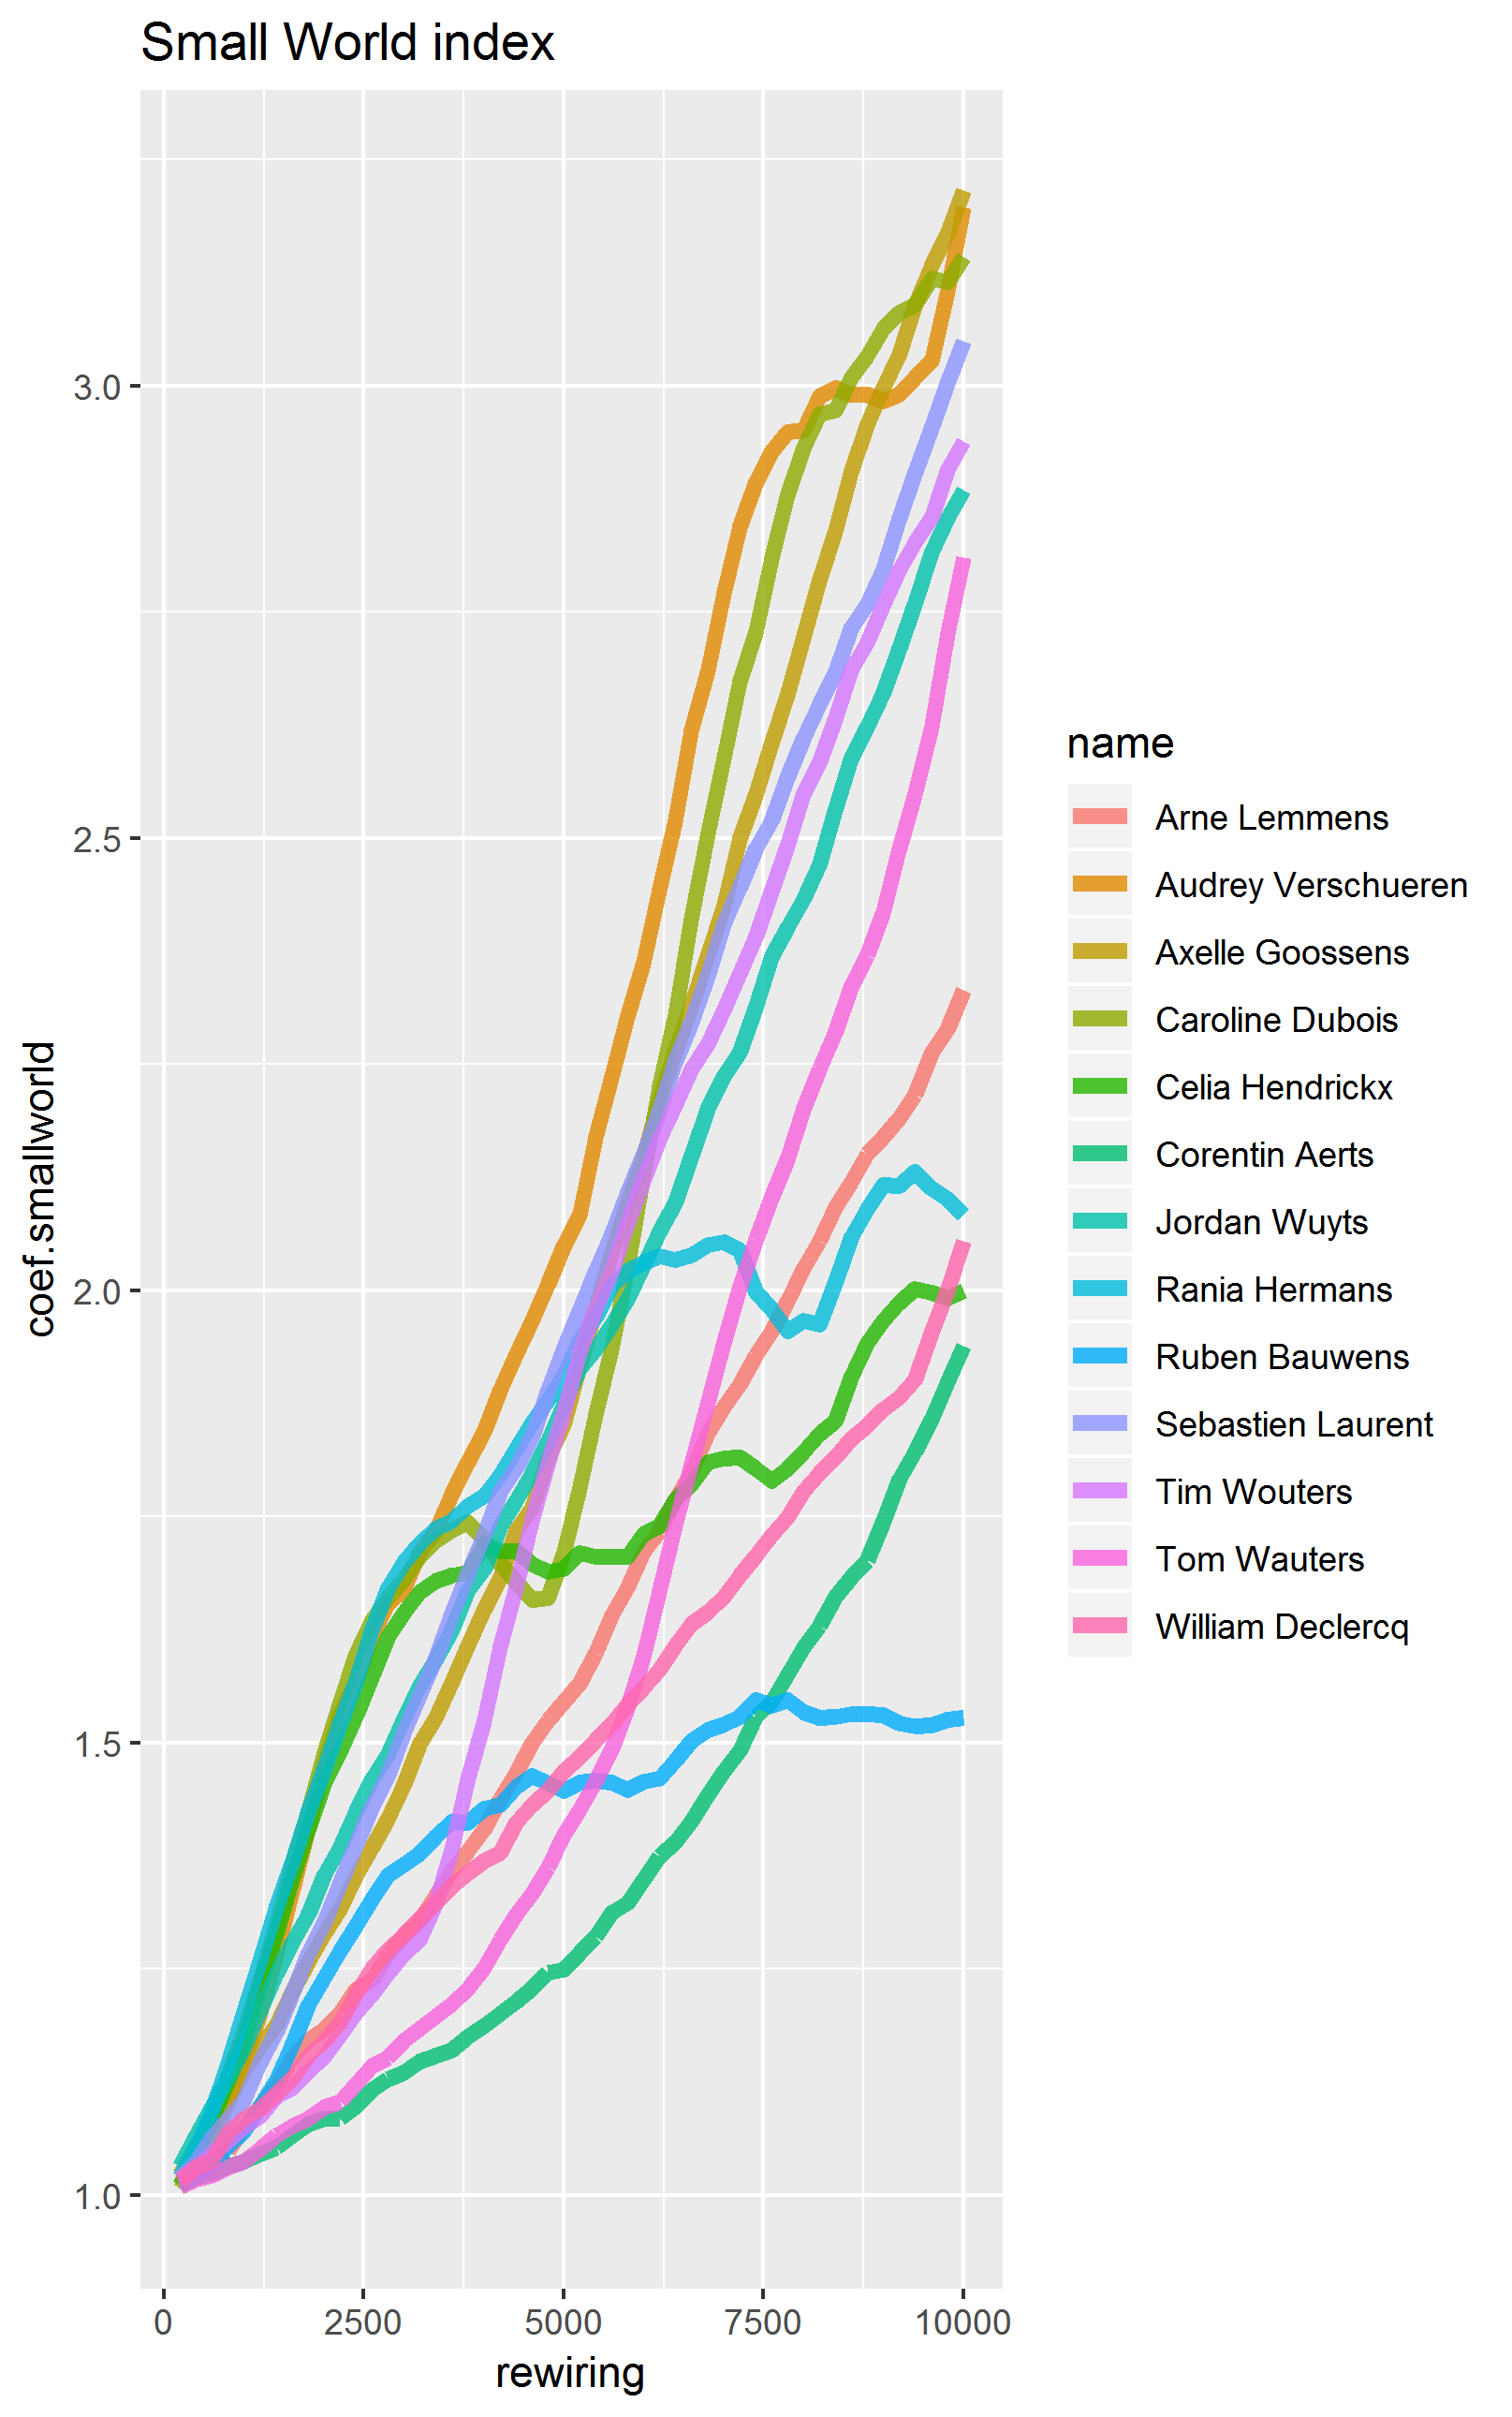 Small World index
coef.smallworld
3.0
2.5
2.0
1.5
1.0
0 2500 5000 7500 10000
rewiring
name
Arne Lemmens
Audrey Verschueren
Axelle Goossens
Caroline Dubois
Celia Hendrickx
Corentin Aerts
Jordan Wuyts
Rania Hermans
Ruben Bauwens
Sebastien Laurent
Tim Wouters
Tom Wauters
William Declercq